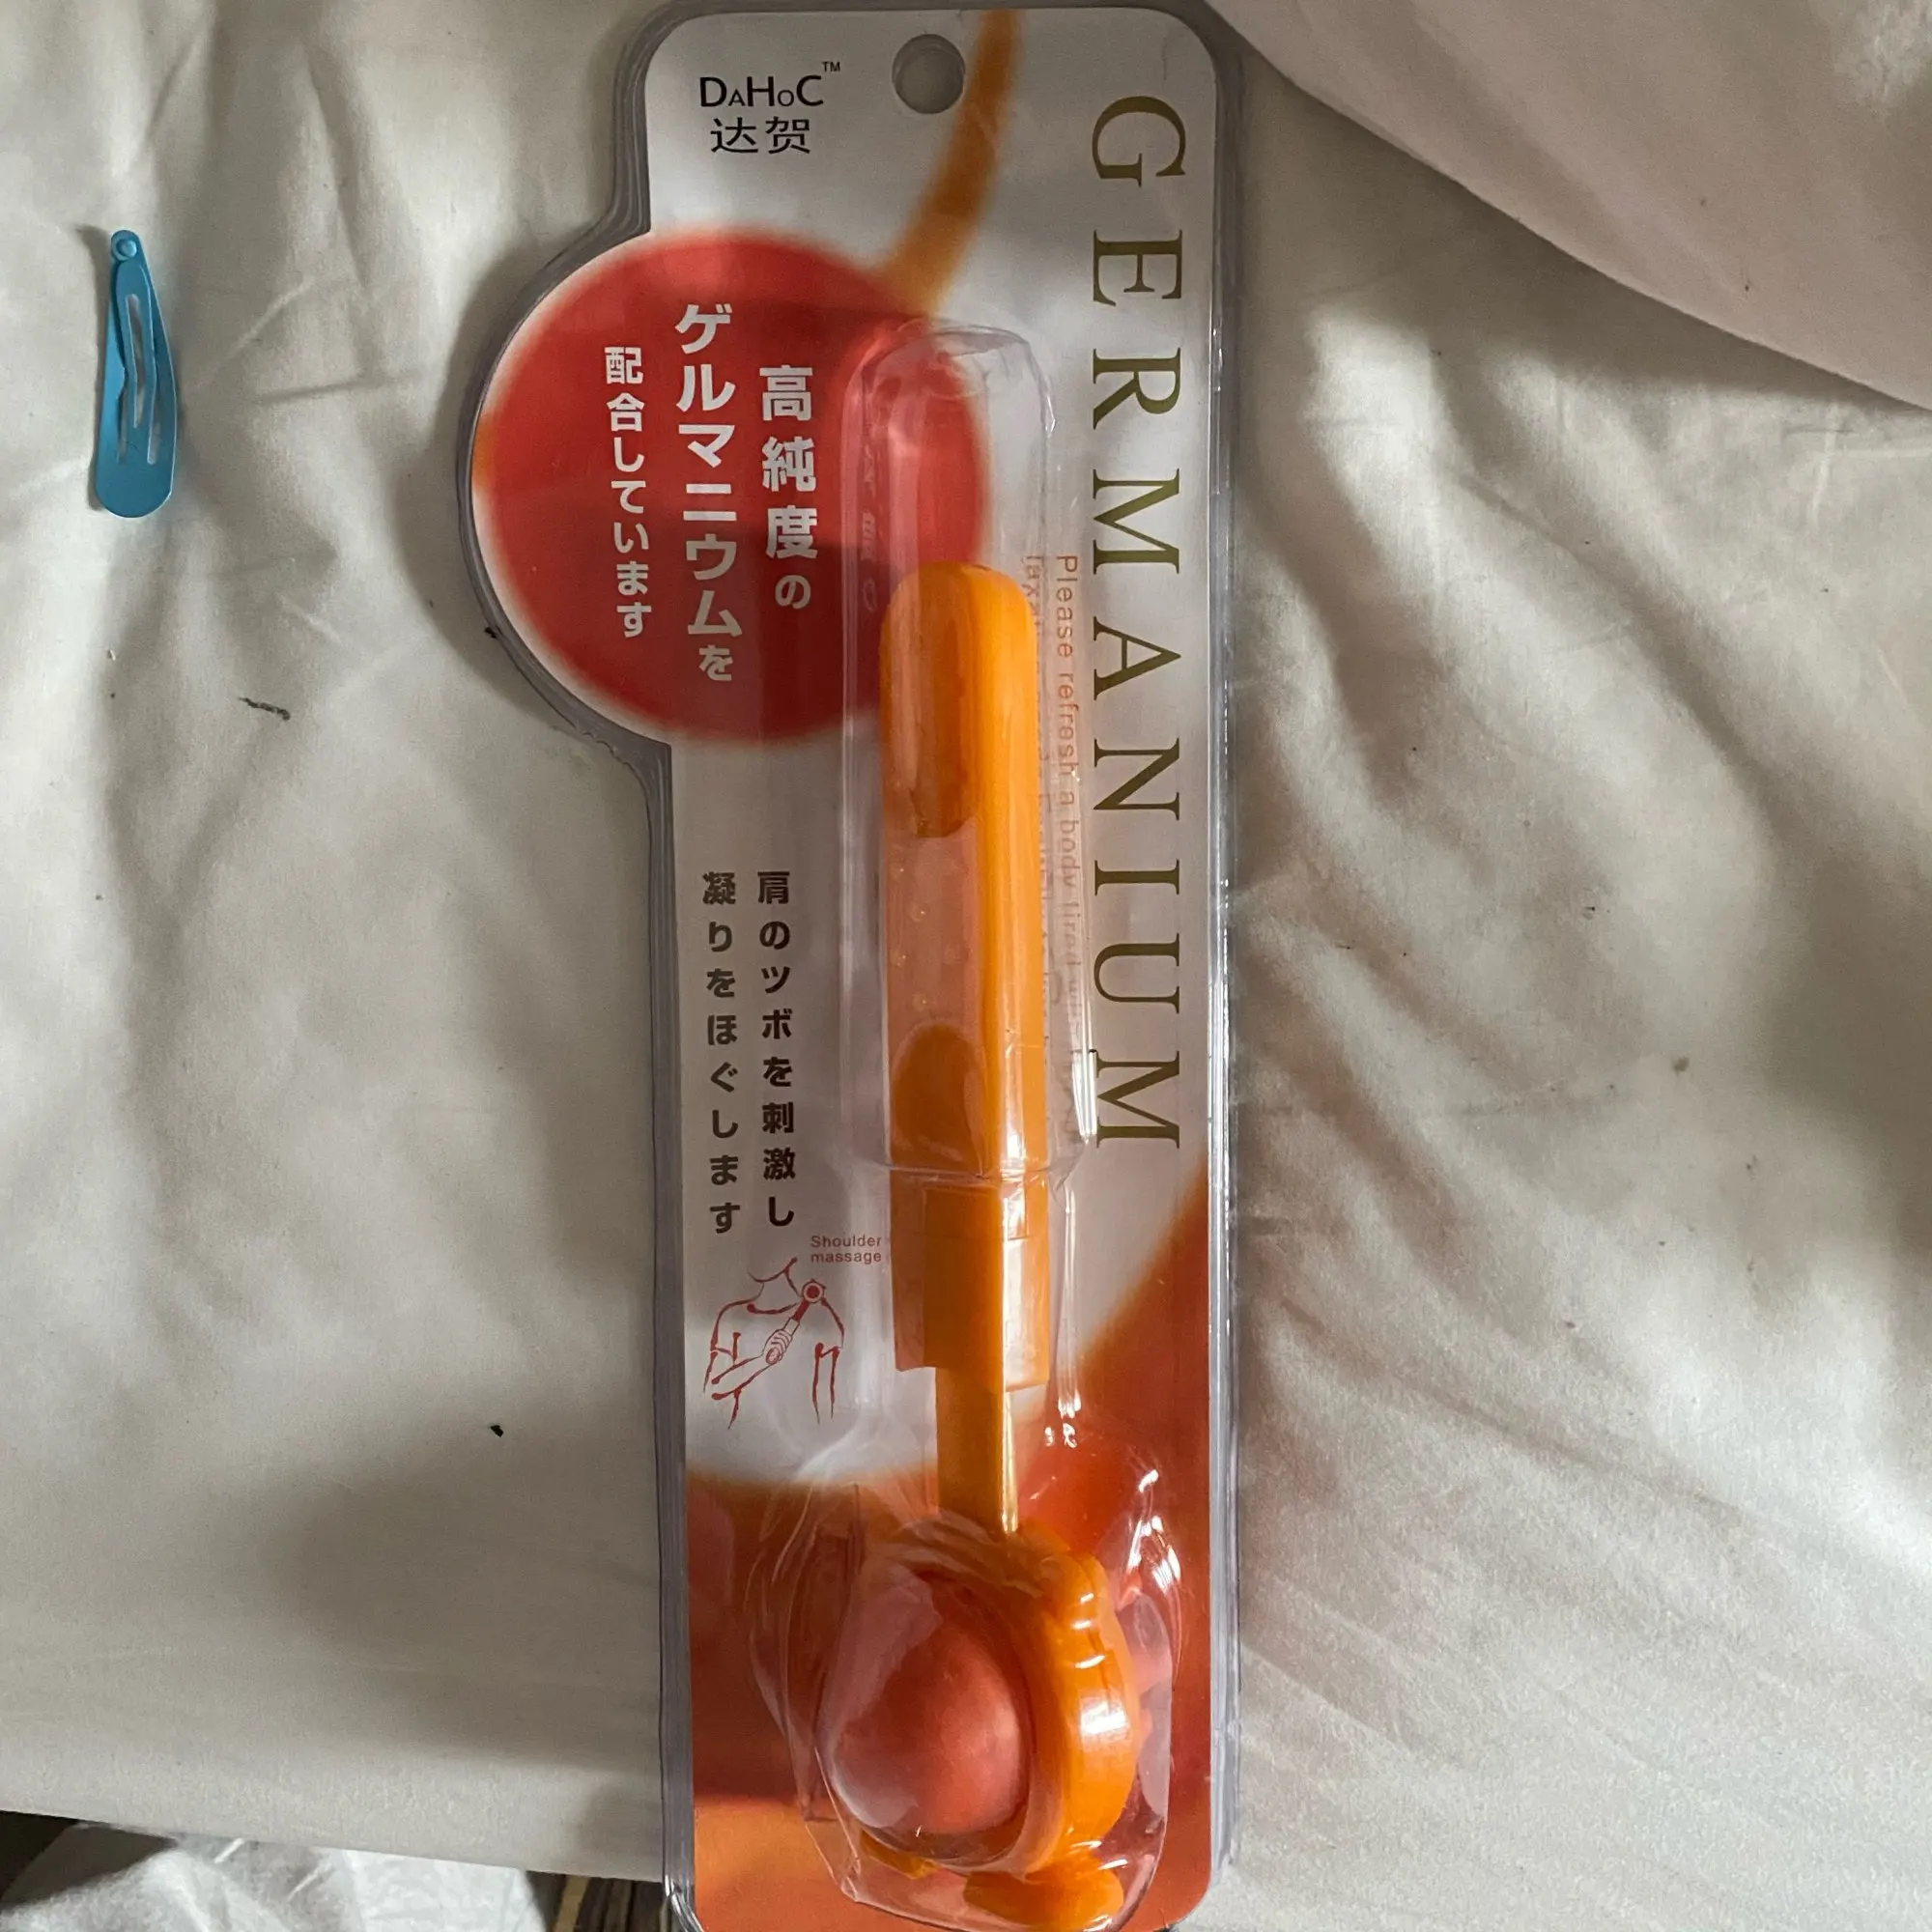 DAHOC™
达贺
GERMANIUM
高純度の
ゲルマニウムを
配合しています
Please refresh a body tired
肩のツボを刺激し
凝りをほぐします
Shoulder
massage